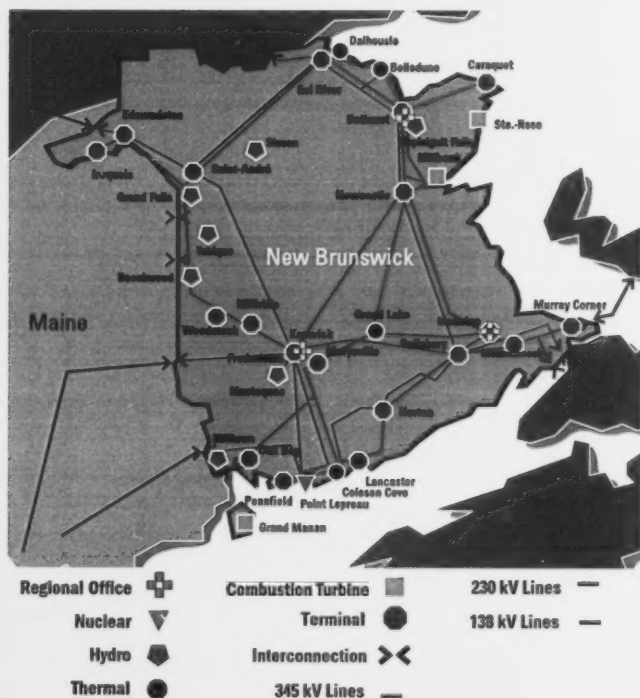 Dalhousie
Belledune
Caraquet
Eel River
Edmundston
Bathurst
Ste.-Rose
Sisson
Millbank
Iroquois
Saint-André
Grand Falls
Newcastle
New Brunswick
Beechwood
Murray Corner
Maine
Grand Lake
Woodstock
Keswick
Salisbury
Fredericton
Marysville
Mactaquac
Norton
Milltown
Lancaster
Coleson Cove
Pennfield
Point Lepreau
Grand Manan
Regional Office
Combustion Turbine
230 kV Lines
Nuclear
Terminal
138 kV Lines
Hydro
Interconnection
Thermal
345 kV Lines